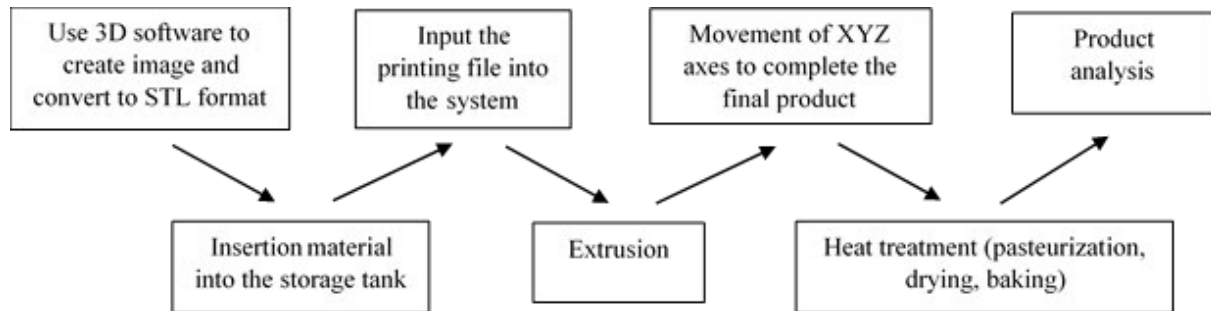 Use 3D software to
create image and
convert to STL format
Insertion material
into the storage tank
Input the
printing file into
the system
Extrusion
Movement of XYZ
axes to complete the
final product
Heat treatment (pasteurization,
drying, baking)
Product
analysis